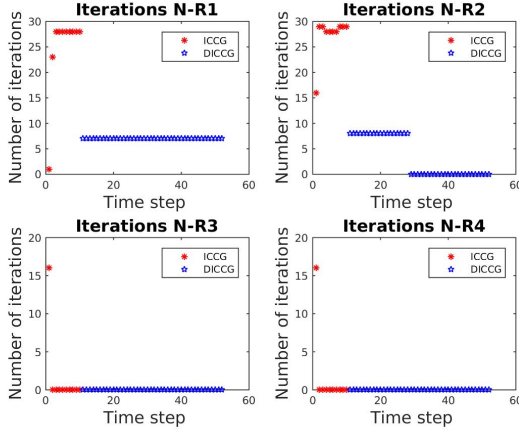 Iterations N-R1
Number of iterations
30
25
20
15
10
5
0
0 20 40 60
Time step
ICCG
DICCG
Iterations N-R2
Number of iterations
30
25
20
15
10
5
0
0 20 40 60
Time step
ICCG
DICCG
Iterations N-R3
Number of iterations
20
15
10
5
0
0 20 40 60
Time step
ICCG
DICCG
Iterations N-R4
Number of iterations
20
15
10
5
0
0 20 40 60
Time step
ICCG
DICCG